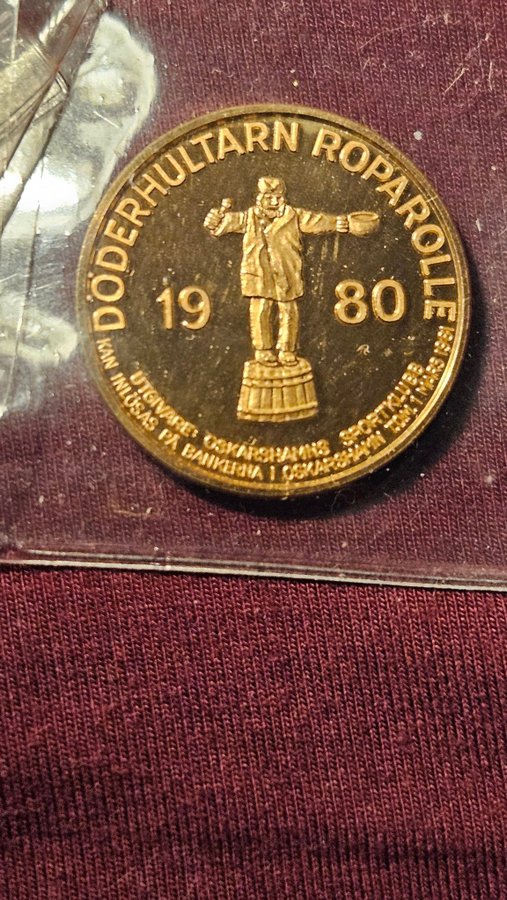 DÖDERHULTARN ROPAROLLE
19 80
UTGIVARE: OSKARSHAMNS SPORTKLUBB
KAN INLÖSAS PÅ BANKERNA I OSKARSHAMN T.O.M. 1 MARS 1981